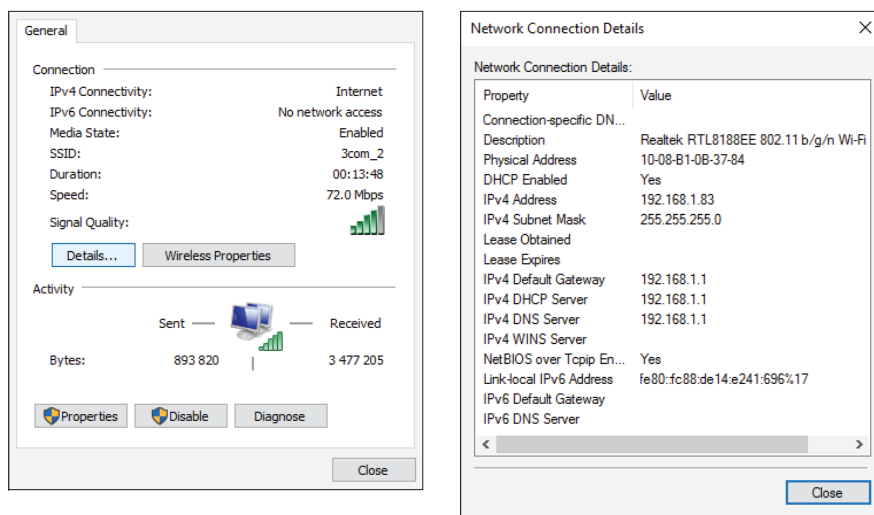 General
Connection
IPv4 Connectivity: Internet
IPv6 Connectivity: No network access
Media State: Enabled
SSID: 3com_2
Duration: 00:13:48
Speed: 72.0 Mbps
Signal Quality:
Details... Wireless Properties
Activity
Sent — — Received
Bytes: 893 820 3 477 205
Properties Disable Diagnose
Close
Network Connection Details
Network Connection Details:
Property Value
Connection-specific DN...
Description Realtek RTL8188EE 802.11 b/g/n Wi-Fi
Physical Address 10-08-B1-0B-37-84
DHCP Enabled Yes
IPv4 Address 192.168.1.83
IPv4 Subnet Mask 255.255.255.0
Lease Obtained
Lease Expires
IPv4 Default Gateway 192.168.1.1
IPv4 DHCP Server 192.168.1.1
IPv4 DNS Server 192.168.1.1
IPv4 WINS Server
NetBIOS over Tcpip En... Yes
Link-local IPv6 Address fe80::fc88:de14:e241:696%17
IPv6 Default Gateway
IPv6 DNS Server
Close